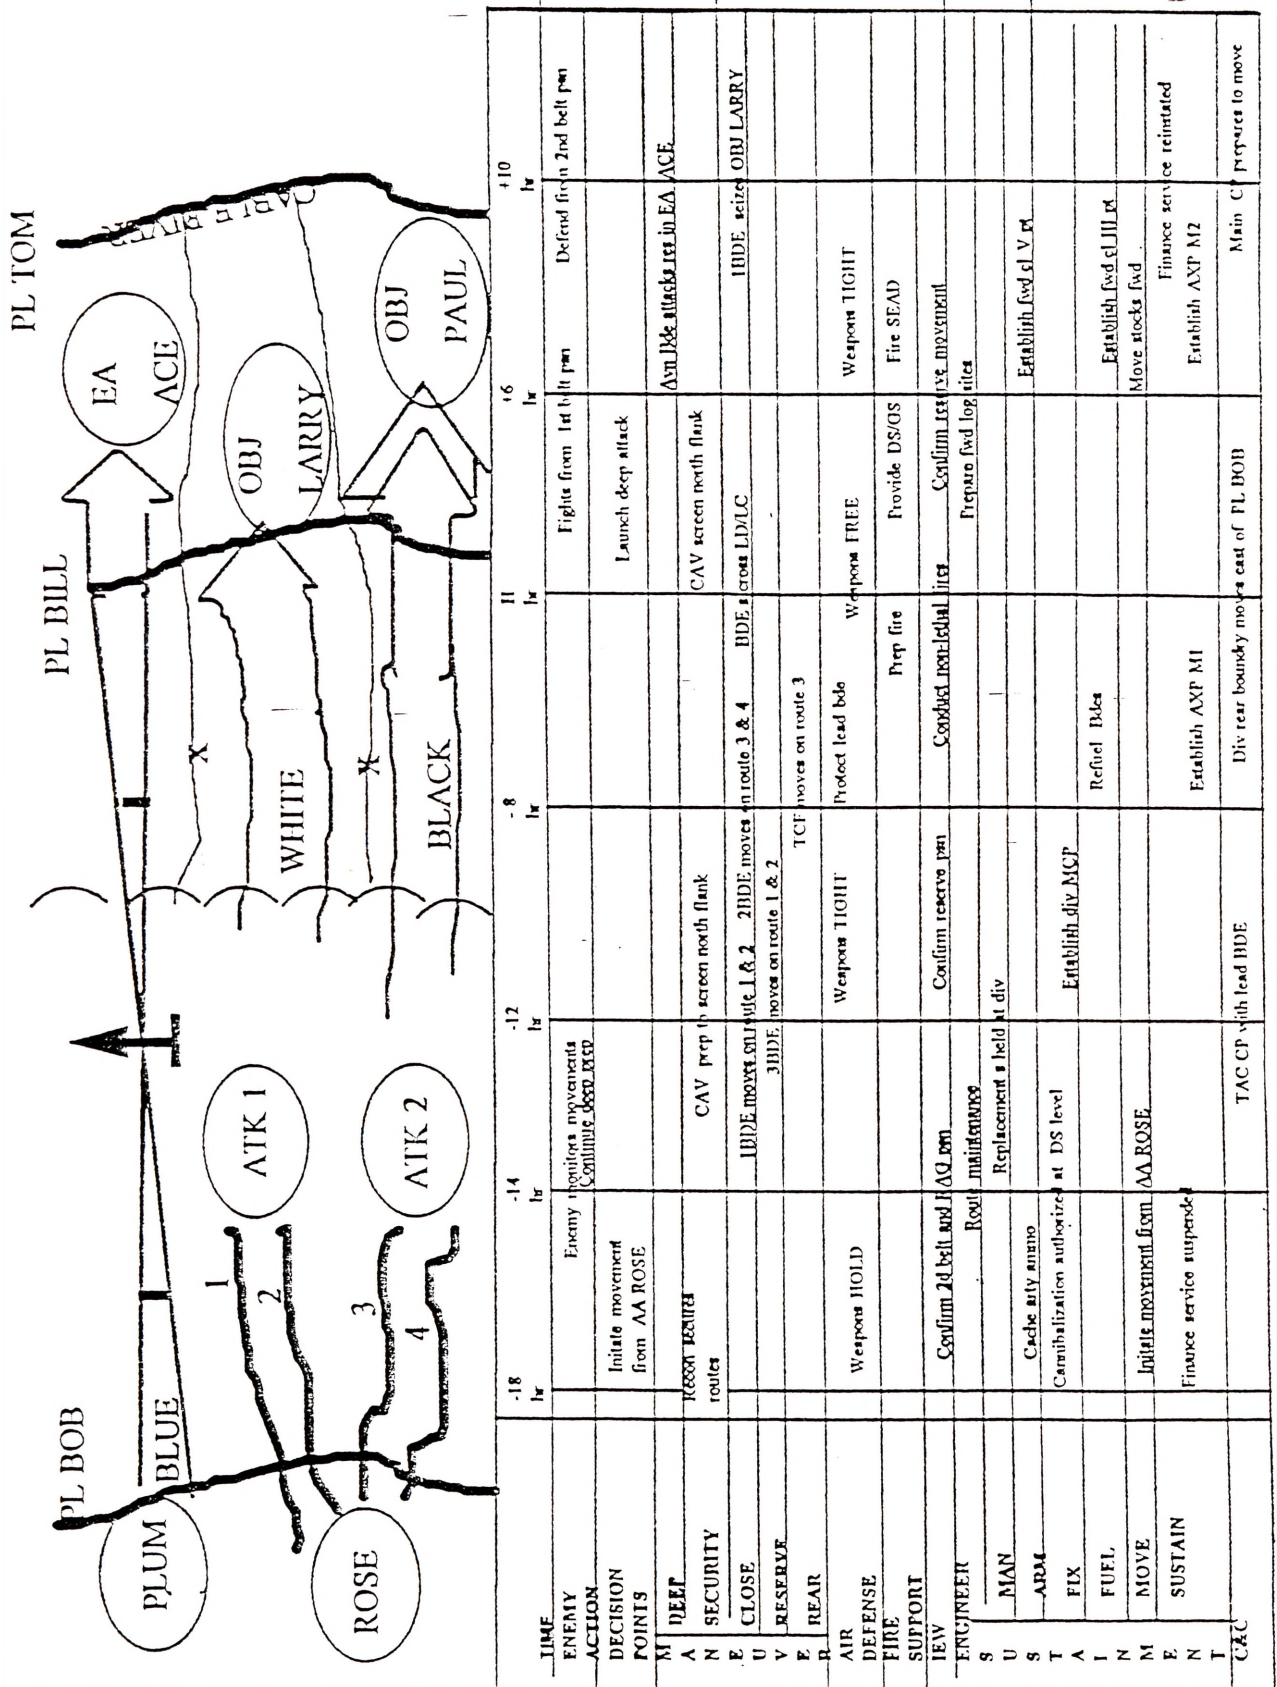 PL BOB
PL BILL
PL TOM
PLUM
BLUE
EA
ACE
1
2
ATK 1
WHITE
OBJ
LARRY
ROSE
3
4
ATK 2
BLACK
OBJ
PAUL
TIME
-18 hr
-14 hr
-12 hr
-8 hr
H hr
+6 hr
+10 hr
ENEMY ACTION
Enemy monitors movements
Continue deep prep
Fights from 1st belt psn
Defend from 2nd belt psn
DECISION POINTS
Initate movement
from AA ROSE
Launch deep attack
MANEUVER
DEEP
Avn Bde attacks res in EA ACE
SECURITY
Recon secures
routes
CAV prep to screen north flank
CAV screen north flank
CLOSE
1BDE moves on route 1 & 2
2BDE moves on route 3 & 4
BDE s cross LD/LC
1BDE seizes OBJ LARRY
RESERVE
3BDE moves on route 1 & 2
REAR
TCF moves on route 3
AIR DEFENSE
Weapons HOLD
Weapons TIGHT
Protect lead bde
Weapons FREE
Weapons TIGHT
FIRE SUPPORT
Prep fire
Provide DS/GS
Fire SEAD
IEW
Confirm 2d belt and RAG psn
Confirm reserve psn
Conduct non-lethal fires
Confirm reserve movement
ENGINEER
Route maintenance
Prepare fwd log sites
SUSTAINMENT
MAN
Replacement s held at div
ARM
Cache arty ammo
Establish fwd cl V pt
FIX
Cannibalization authorized at DS level
Establish div MCP
FUEL
Refuel Bdes
Establish fwd cl III pt
MOVE
Initate movement from AA ROSE
Move stocks fwd
SUSTAIN
Finance service suspended
Establish AXP M1
Finance service reinstated
Establish AXP M2
C&C
TAC CP with lead BDE
Div rear boundry moves east of PL BOB
Main CP prepares to move